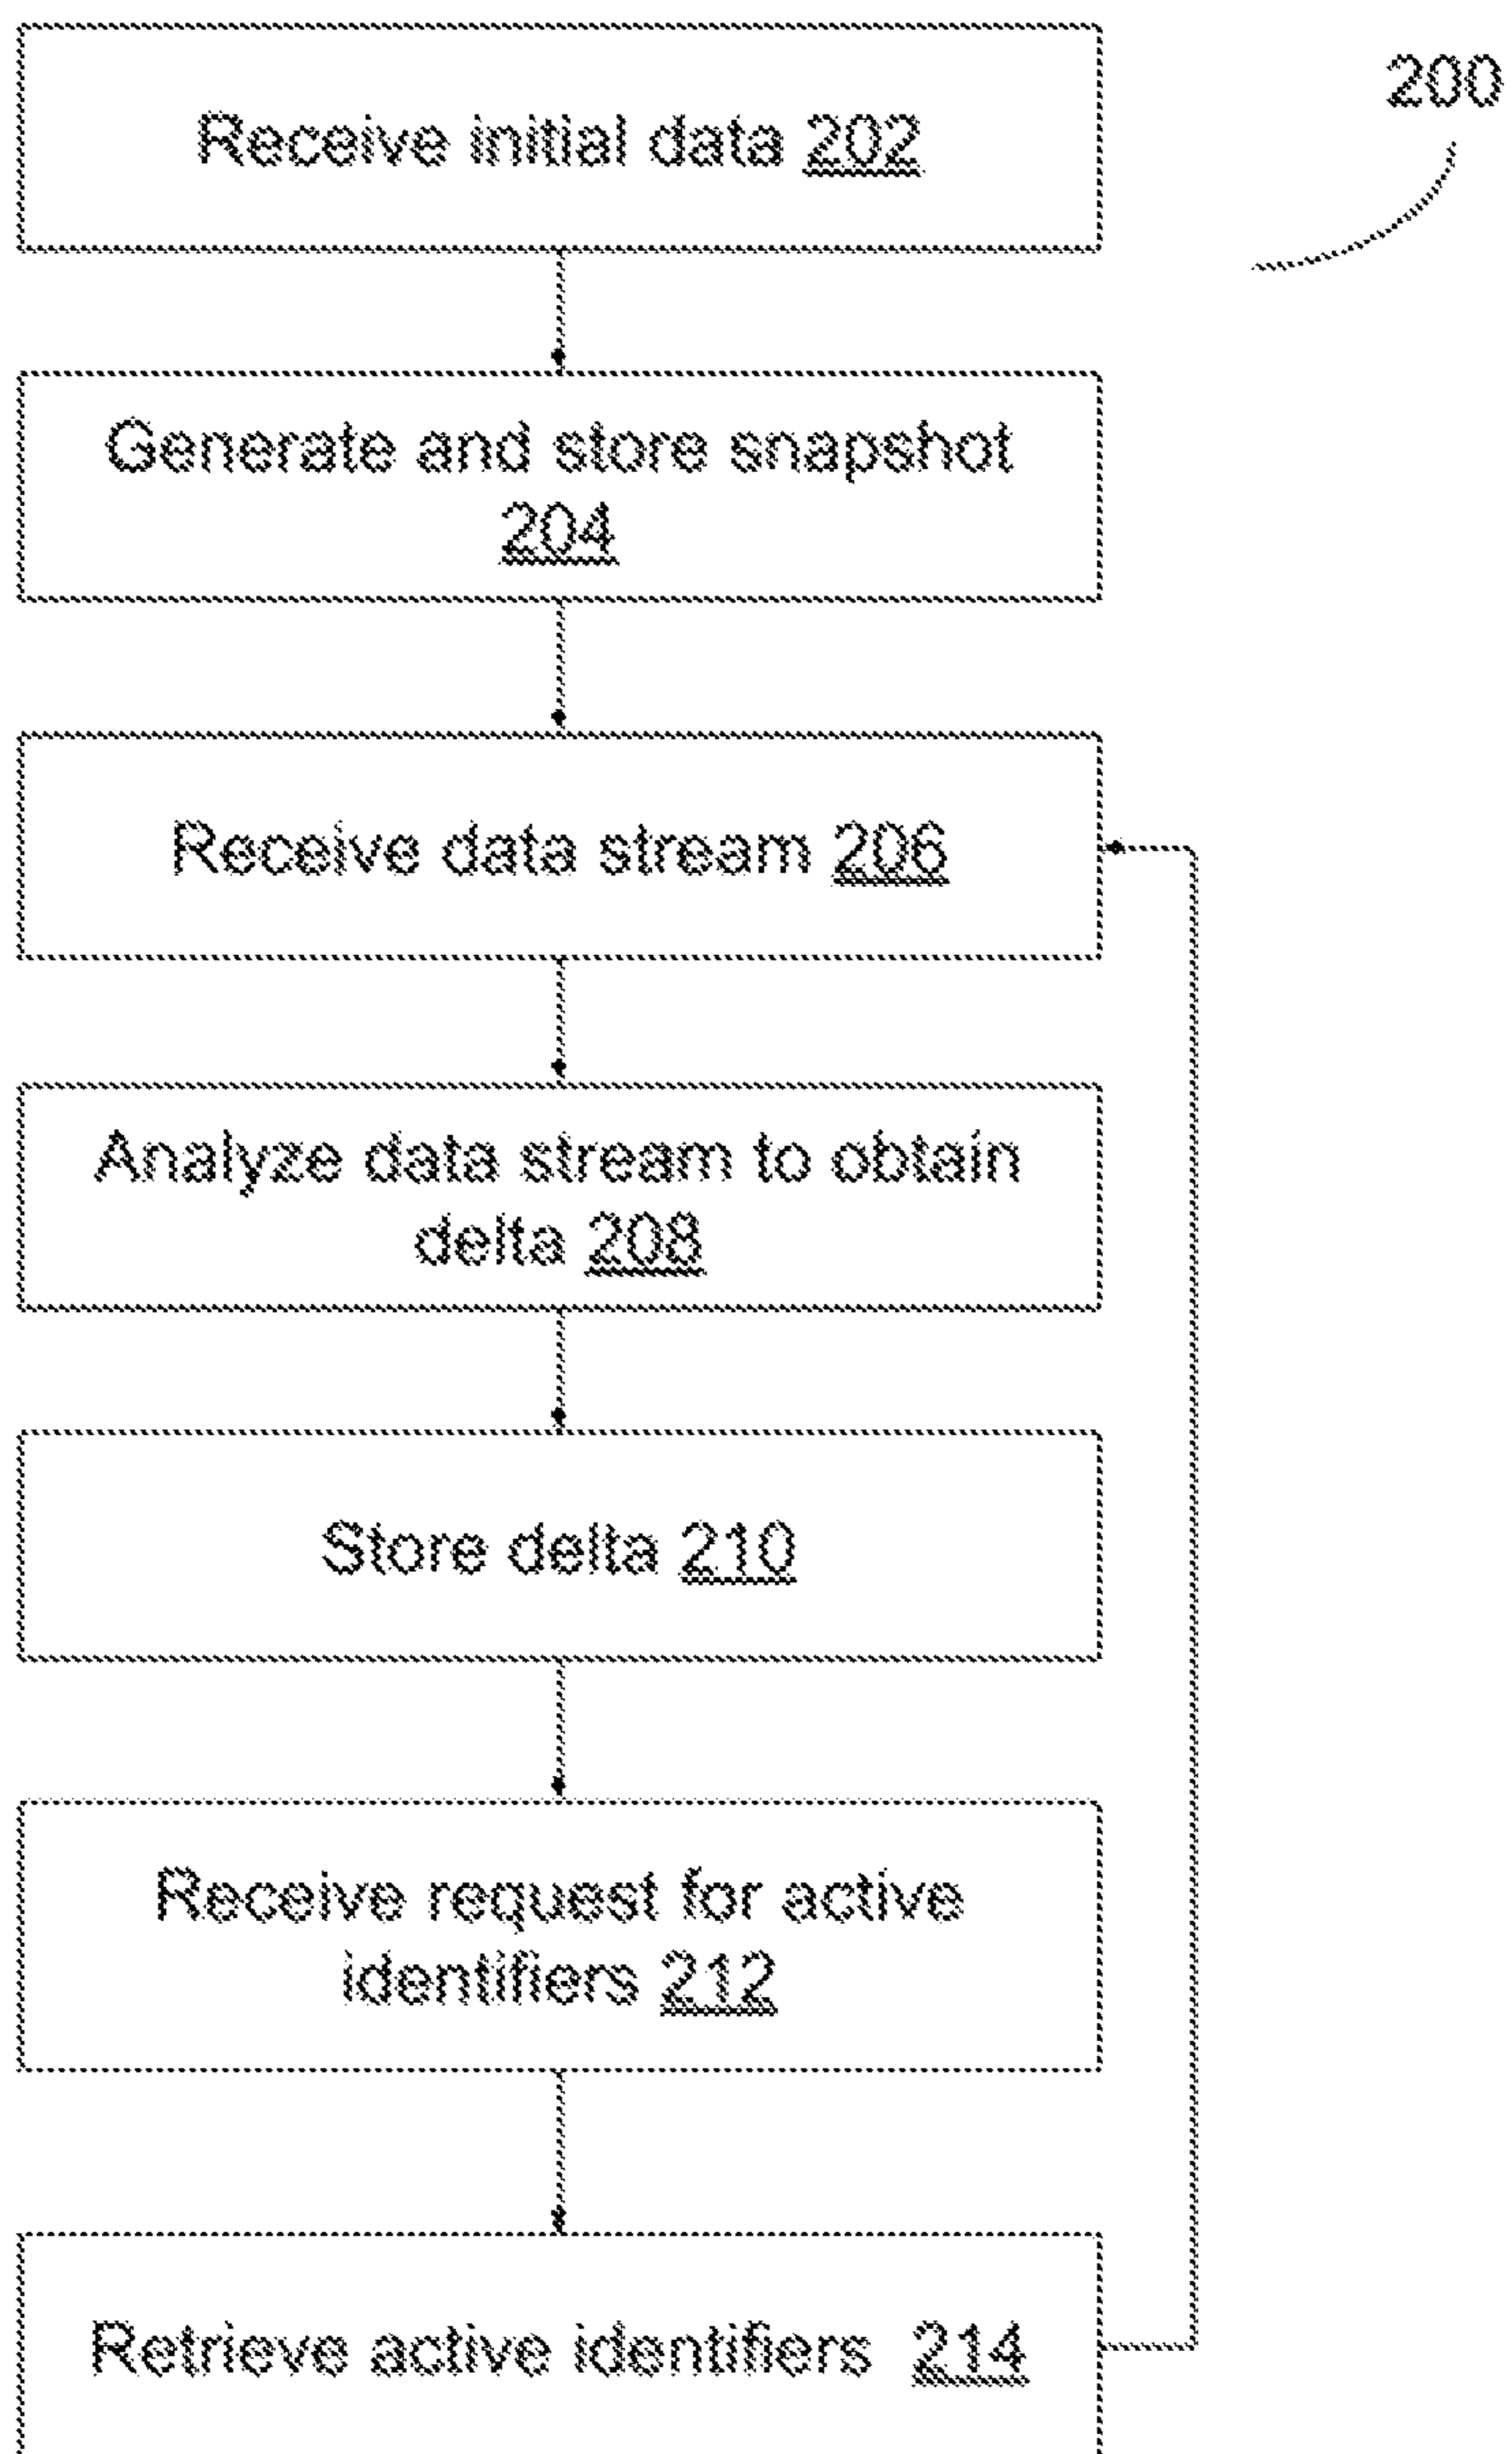 200
Receive initial data 202
Generate and store snapshot
204
Receive data stream 206
Analyze data stream to obtain
delta 208
Store delta 210
Receive request for active
identifiers 212
Retrieve active identifiers 214